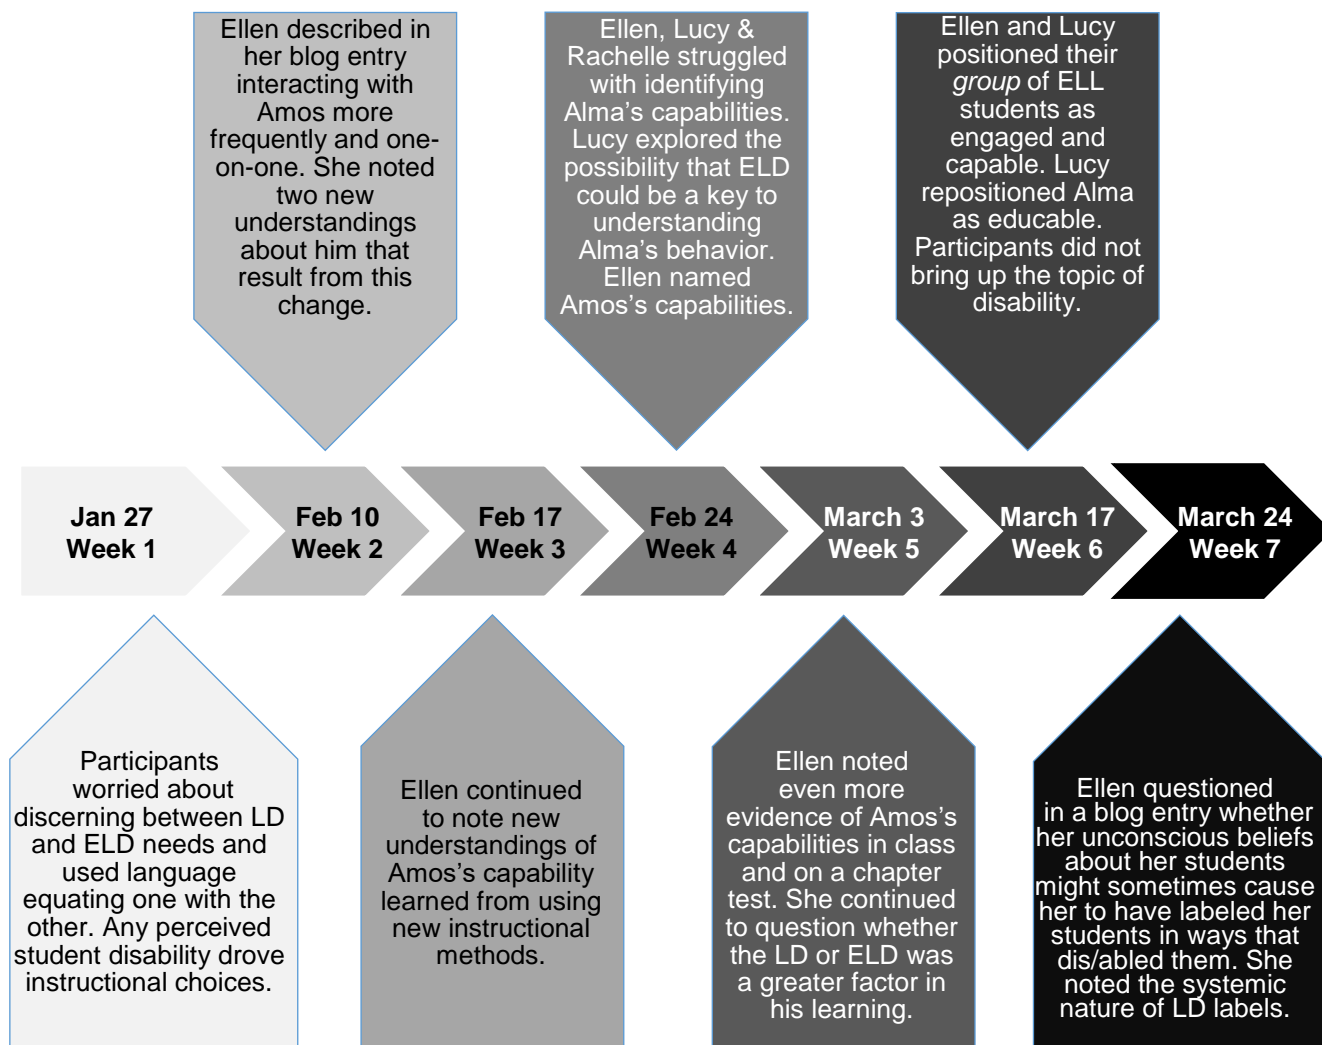 Ellen described in
her blog entry
interacting with
Amos more
frequently and one-
on-one. She noted
two new
understandings
about him that
result from this
change.
Ellen, Lucy &
Rachelle struggled
with identifying
Alma’s capabilities.
Lucy explored the
possibility that ELD
could be a key to
understanding
Alma’s behavior.
Ellen named
Amos’s capabilities.
Ellen and Lucy
positioned their
group of ELL
students as
engaged and
capable. Lucy
repositioned Alma
as educable.
Participants did not
bring up the topic of
disability.
Jan 27
Week 1
Feb 10
Week 2
Feb 17
Week 3
Feb 24
Week 4
March 3
Week 5
March 17
Week 6
March 24
Week 7
Participants
worried about
discerning between LD
and ELD needs and
used language
equating one with the
other. Any perceived
student disability drove
instructional choices.
Ellen continued
to note new
understandings of
Amos’s capability
learned from using
new instructional
methods.
Ellen noted
even more
evidence of Amos’s
capabilities in class
and on a chapter
test. She continued
to question whether
the LD or ELD was
a greater factor in
his learning.
Ellen questioned
in a blog entry whether
her unconscious beliefs
about her students
might sometimes cause
her to have labeled her
students in ways that
dis/abled them. She
noted the systemic
nature of LD labels.